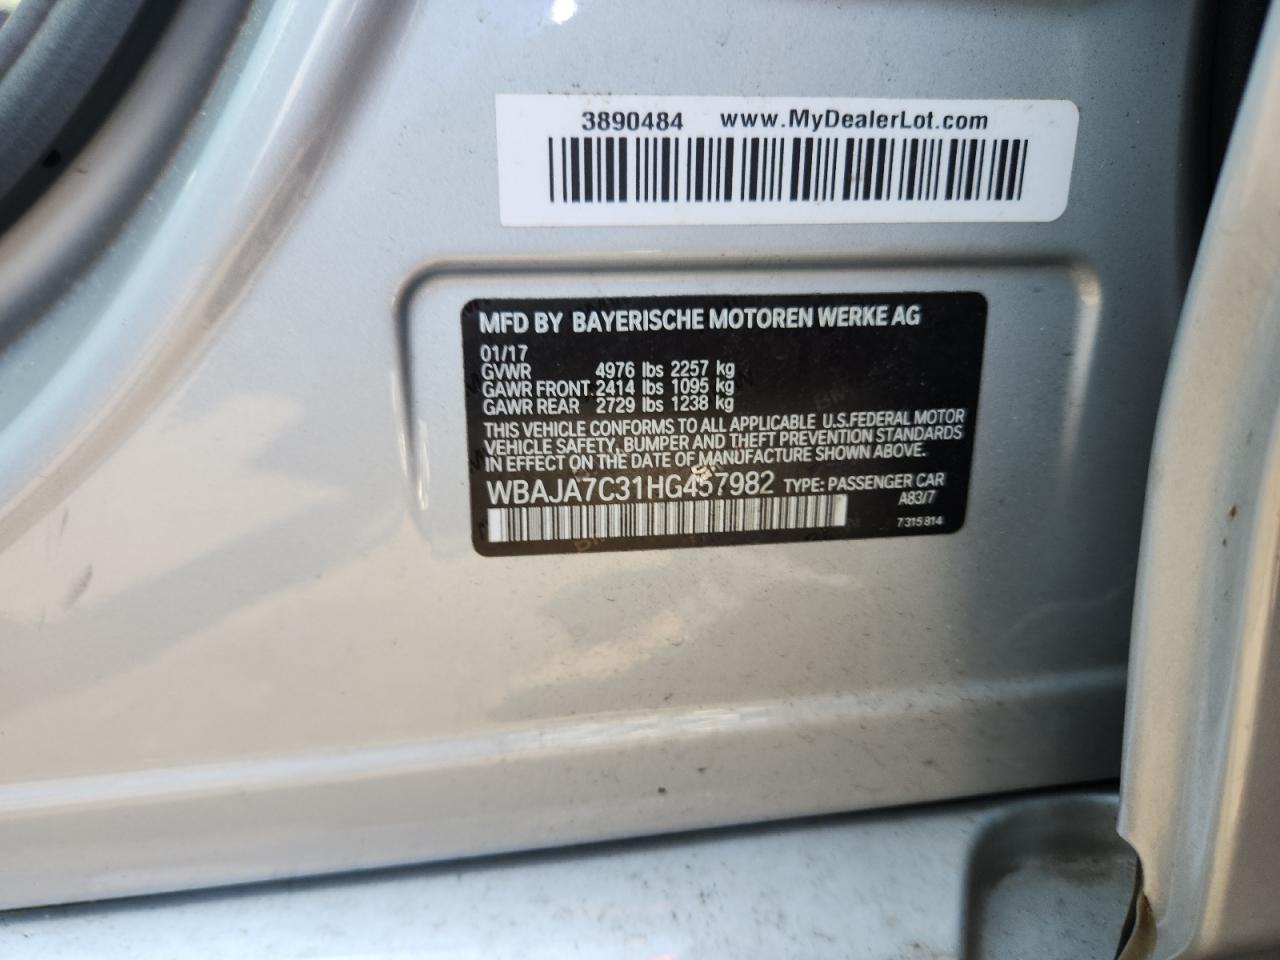 3890484 www.MyDealerLot.com
MFD BY BAYERISCHE MOTOREN WERKE AG
01/17
GVWR 4976 lbs 2257 kg
GAWR FRONT 2414 lbs 1095 kg
GAWR REAR 2729 lbs 1238 kg
THIS VEHICLE CONFORMS TO ALL APPLICABLE U.S.FEDERAL MOTOR
VEHICLE SAFETY, BUMPER AND THEFT PREVENTION STANDARDS
IN EFFECT ON THE DATE OF MANUFACTURE SHOWN ABOVE.
WBAJA7C31HG457982 TYPE: PASSENGER CAR
A83/7
7315814